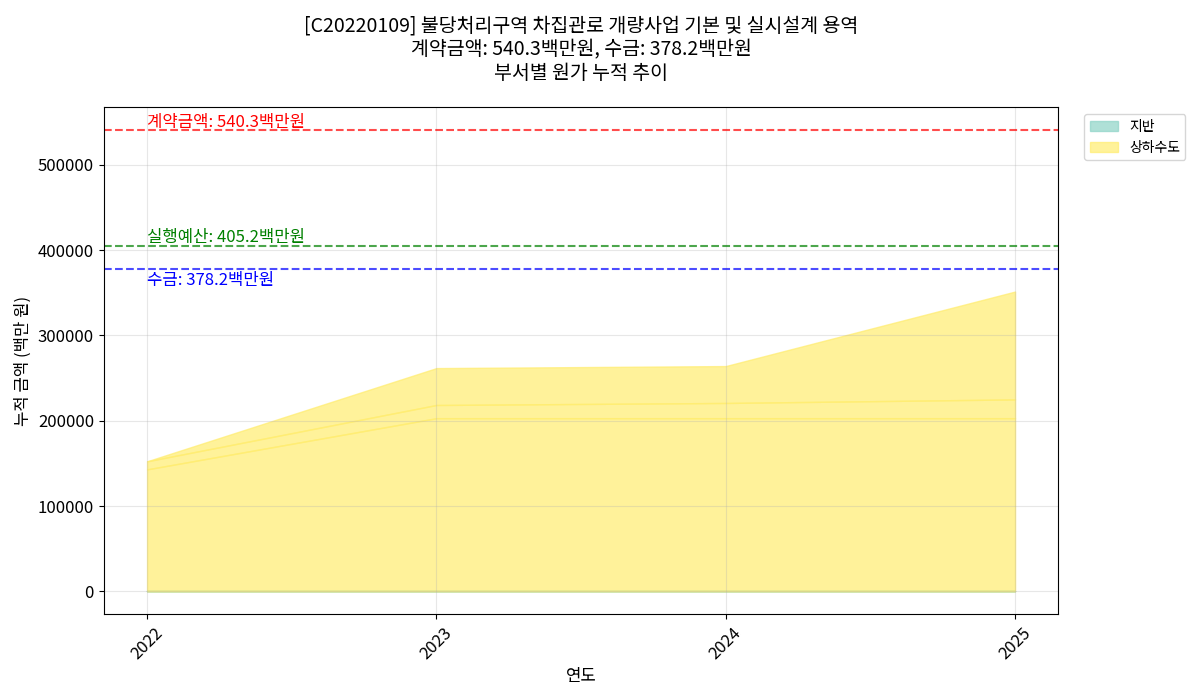 [C20220109] 불당처리구역 차집관로 개량사업 기본 및 실시설계 용역
계약금액: 540.3백만원, 수금: 378.2백만원
부서별 원가 누적 추이
계약금액: 540.3백만원
실행예산: 405.2백만원
수금: 378.2백만원
지반
상하수도
누적 금액 (백만 원)
500000
400000
300000
200000
100000
0
2022
2023
2024
2025
연도